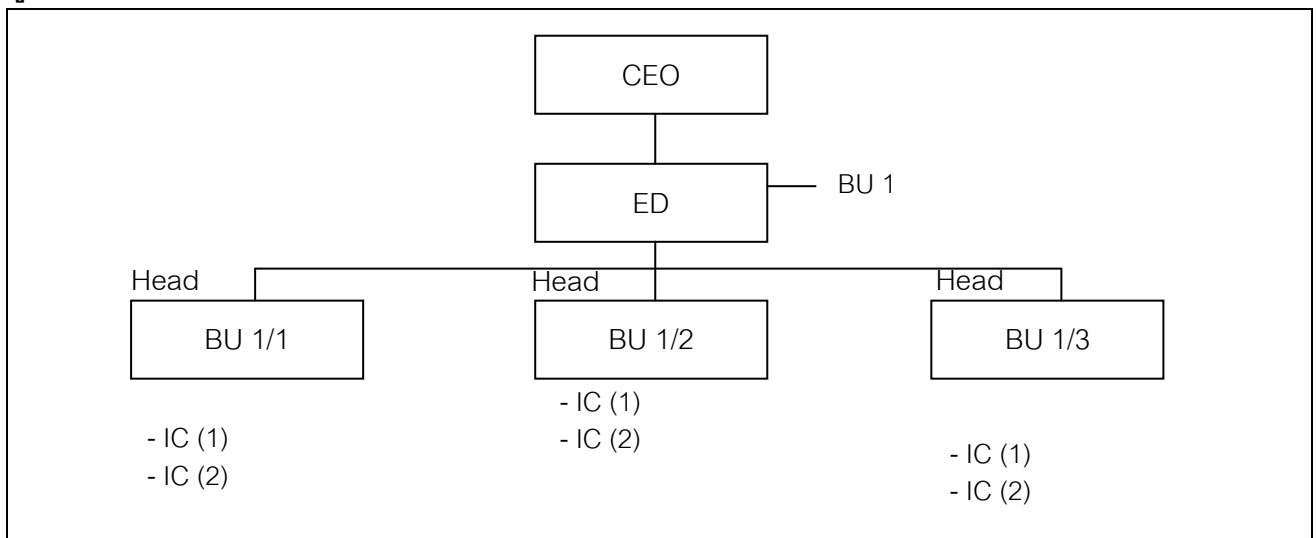 CEO
ED
BU 1
Head
Head
Head
BU 1/1
BU 1/2
BU 1/3
- IC (1)
- IC (2)
- IC (1)
- IC (2)
- IC (1)
- IC (2)